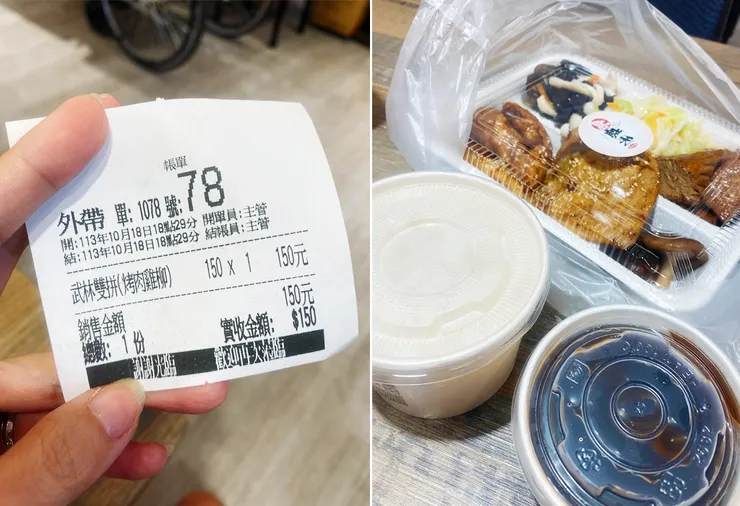 帳單
外帶 單: 1078 號: 78
開:113年10月18日18點29分 開單員:主管
結:113年10月18日18點29分 結帳員:主管
武林雙拼(烤肉雞柳) 150 x 1 150元
150元
銷售金額 實收金額: $150
總數: 1 份
謝謝光臨